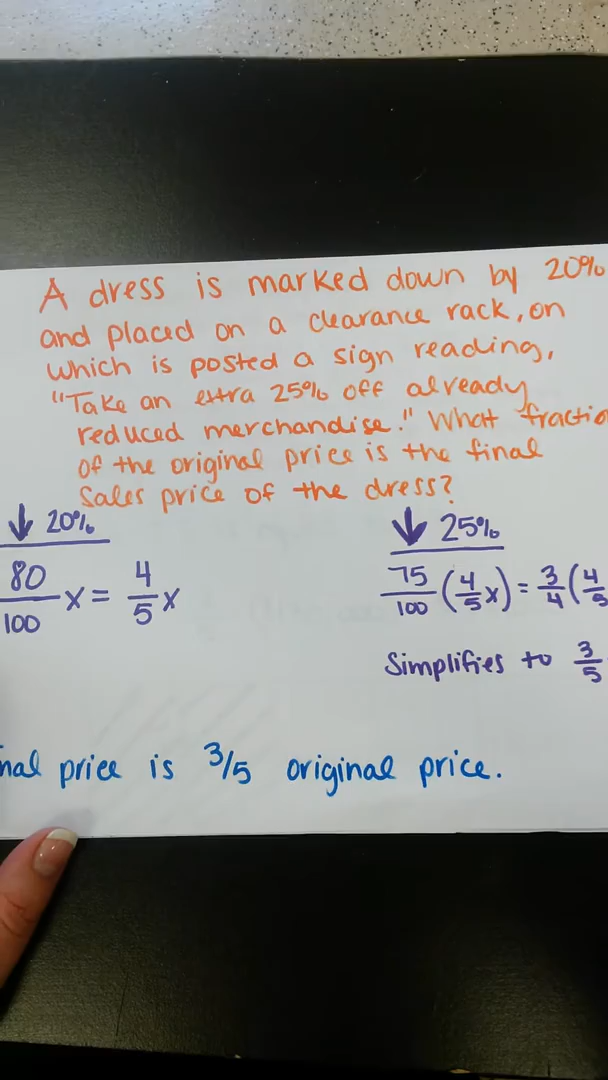 A dress is marked down by 20%
and placed on a clearance rack, on
which is posted a sign reading,
"Take an extra 25% off already
reduced merchandise." What fractio
of the original price is the final
Sales price of the dress?
↓ 20%
80/100 x = 4/5 x
↓ 25%
75/100 (4/5 x) = 3/4 (4/5
Simplifies to 3/5
nal price is 3/5 original price.